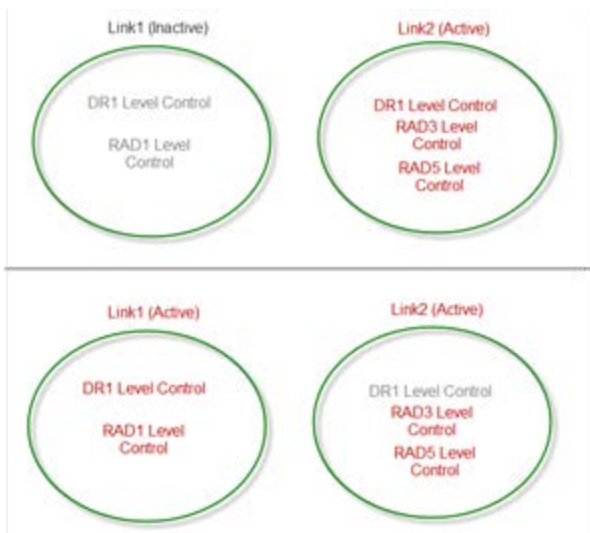 Link1 (Inactive)
DR1 Level Control
RAD1 Level
Control
Link2 (Active)
DR1 Level Control
RAD3 Level
Control
RAD5 Level
Control
Link1 (Active)
DR1 Level Control
RAD1 Level
Control
Link2 (Active)
DR1 Level Control
RAD3 Level
Control
RAD5 Level
Control